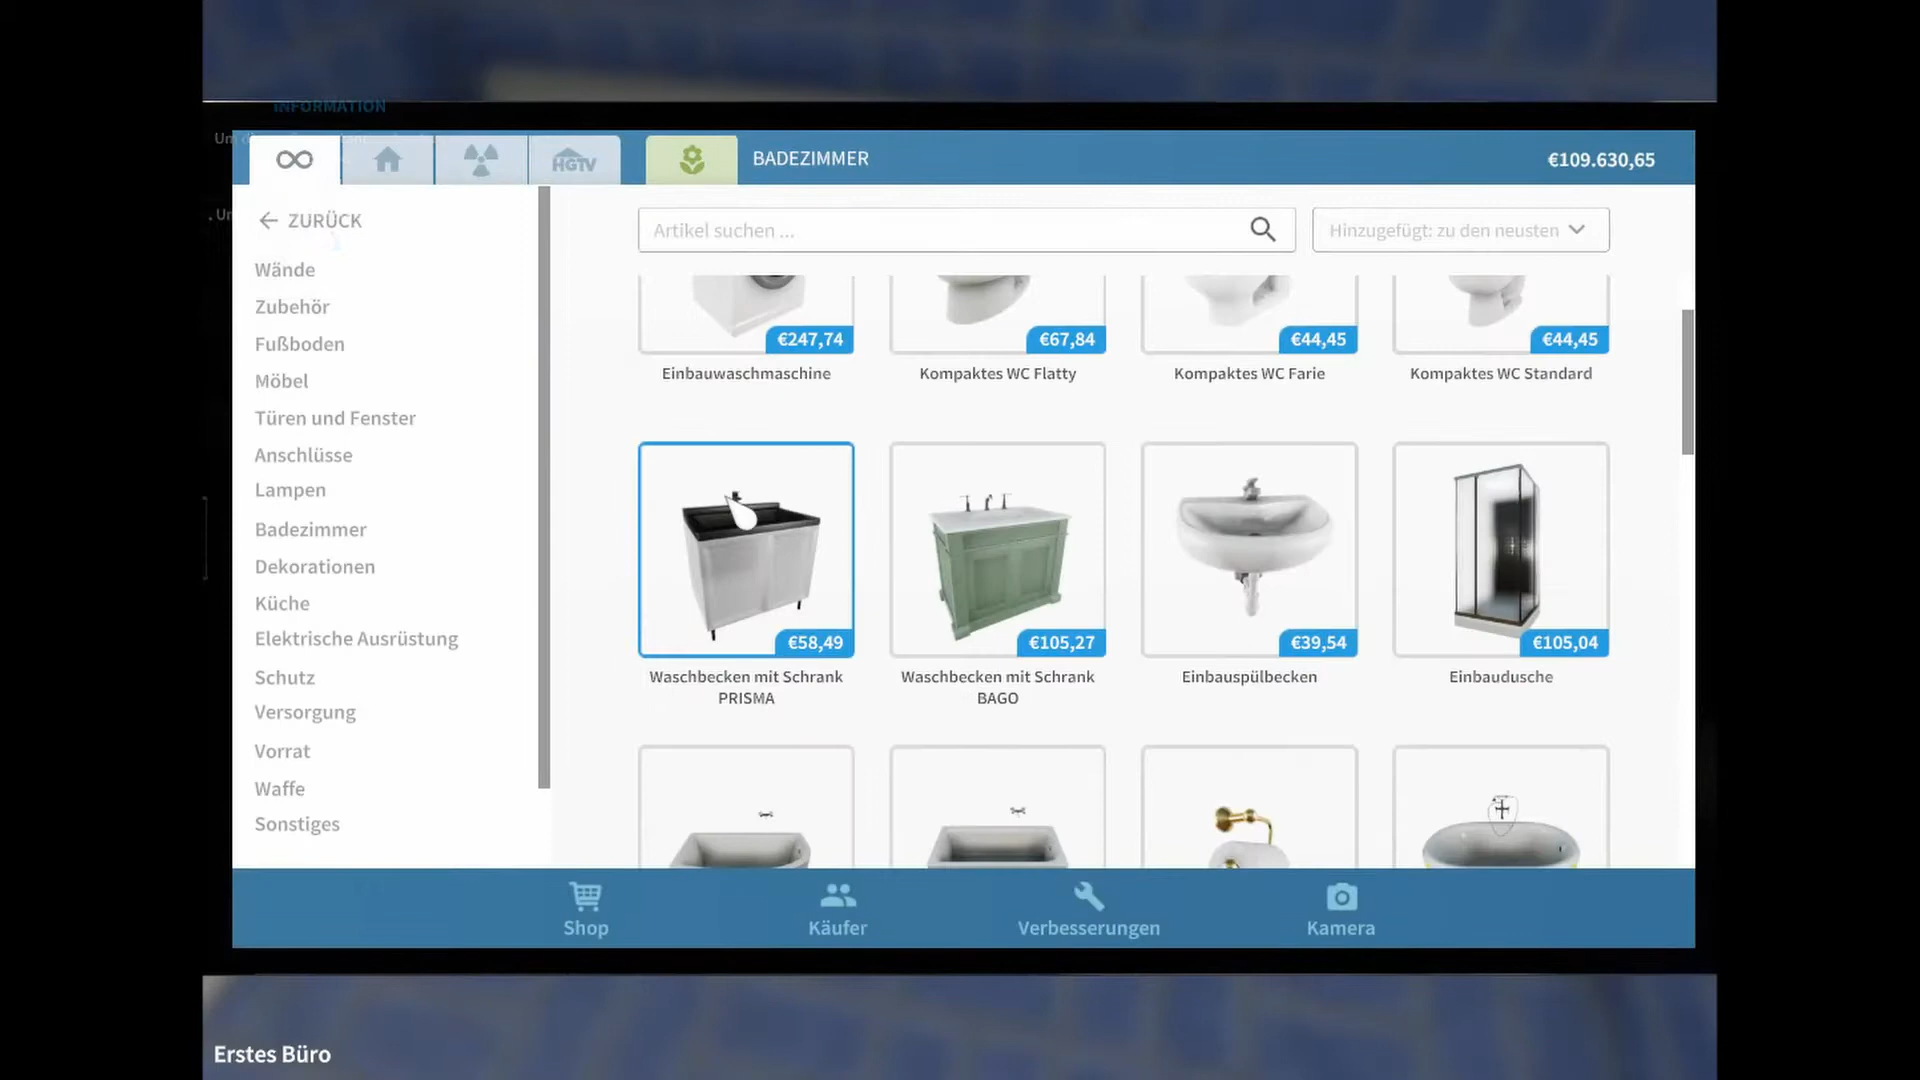 INFORMATION
HGTV
BADEZIMMER
€109.630,65
ZURÜCK
Artikel suchen ...
Hinzugefügt: zu den neusten
Wände
Zubehör
Fußboden
Möbel
Türen und Fenster
Anschlüsse
Lampen
Badezimmer
Dekorationen
Küche
Elektrische Ausrüstung
Schutz
Versorgung
Vorrat
Waffe
Sonstiges
€247,74
€67,84
€44,45
€44,45
Einbauwaschmaschine
Kompaktes WC Flatty
Kompaktes WC Farie
Kompaktes WC Standard
€58,49
€105,27
€39,54
€105,04
Waschbecken mit Schrank
PRISMA
Waschbecken mit Schrank
BAGO
Einbauspülbecken
Einbaudusche
Shop
Käufer
Verbesserungen
Kamera
Erstes Büro